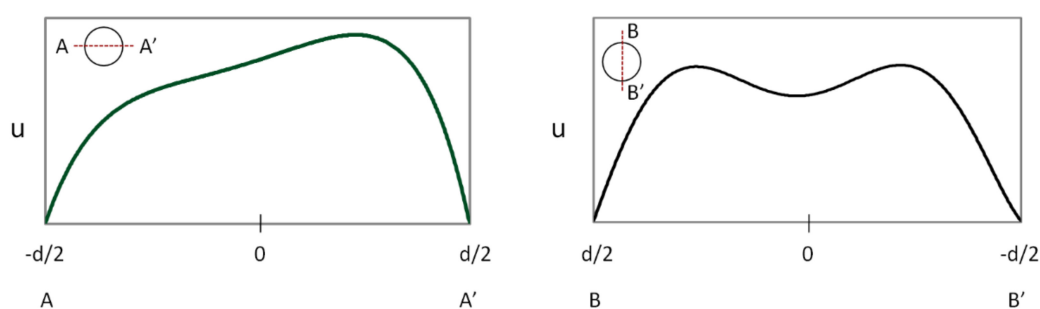 A A’
u
-d/2 0 d/2
A A’
B
B’
u
d/2 0 -d/2
B B’